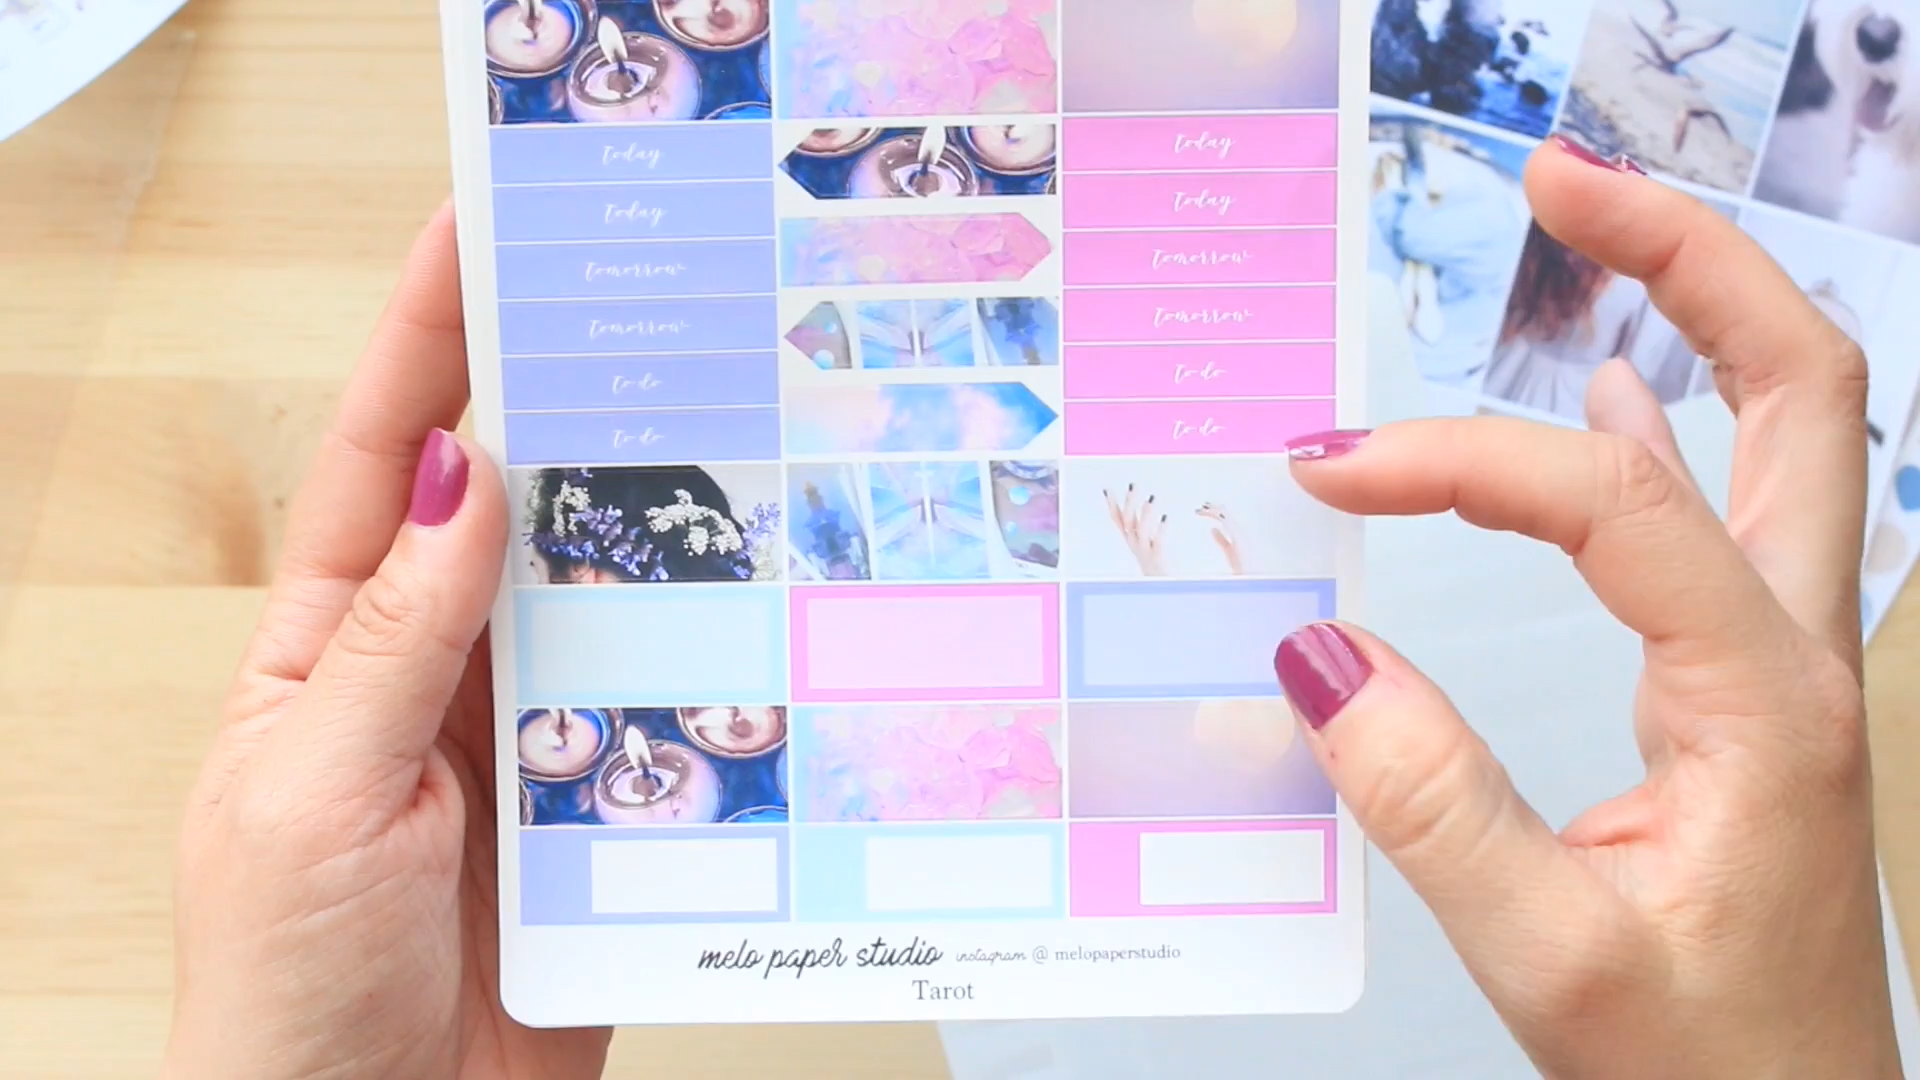 today
today
tomorrow
tomorrow
to do
to do
today
today
tomorrow
tomorrow
to do
to do
melo paper studio instagram @ melopaperstudio
Tarot